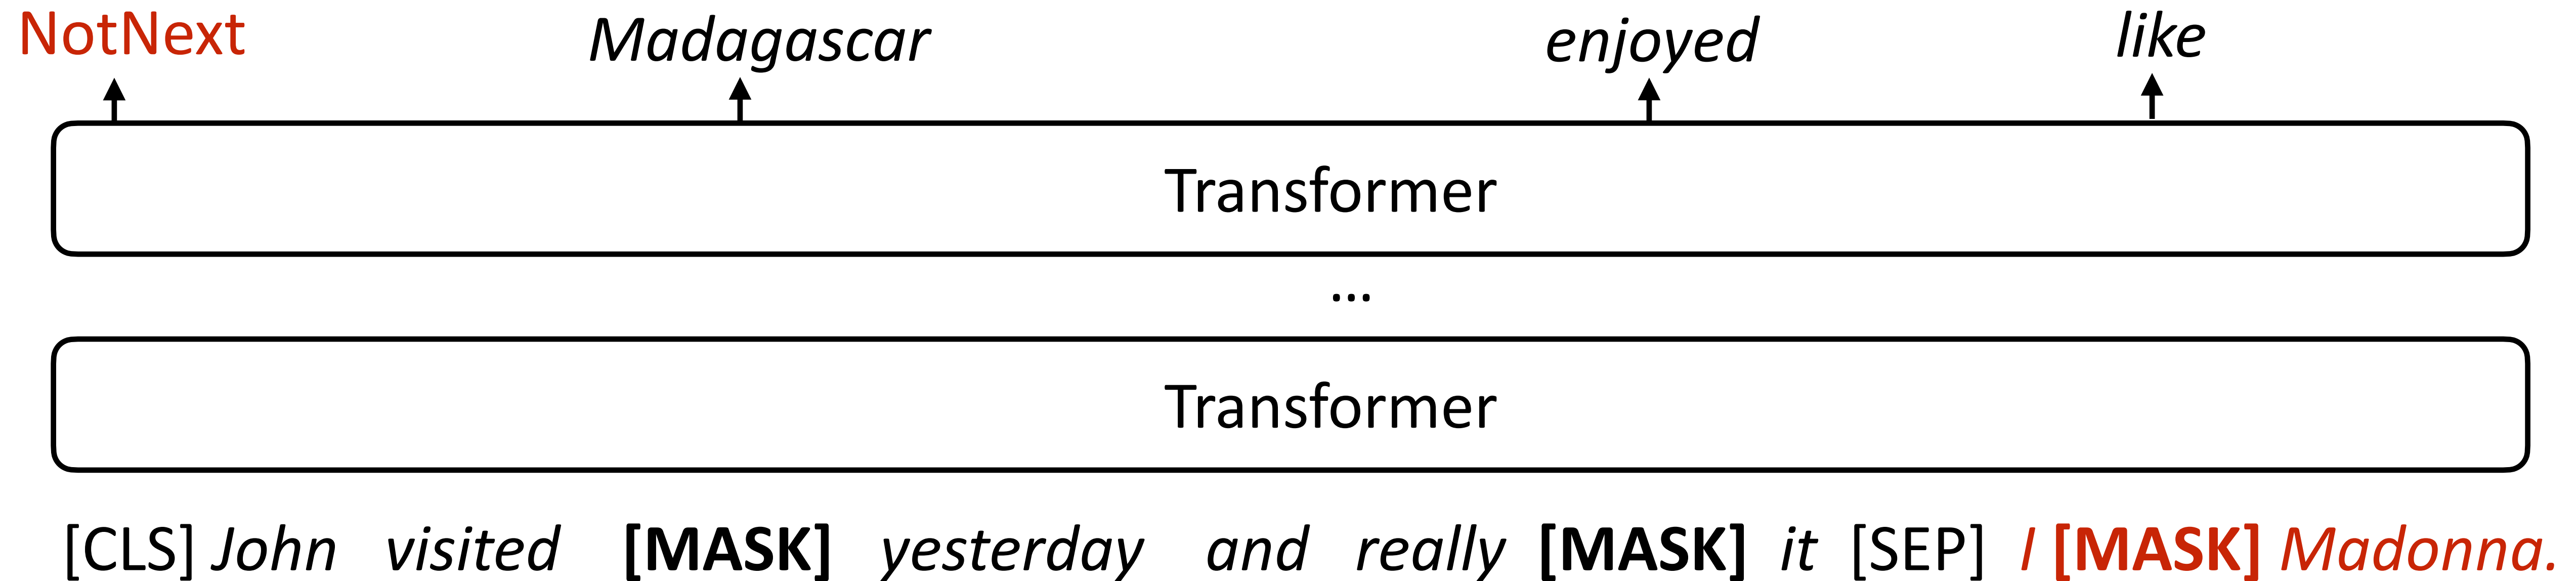 NotNext Madagascar enjoyed like
Transformer
...
Transformer
[CLS] John visited [MASK] yesterday and really [MASK] it [SEP] I [MASK] Madonna.